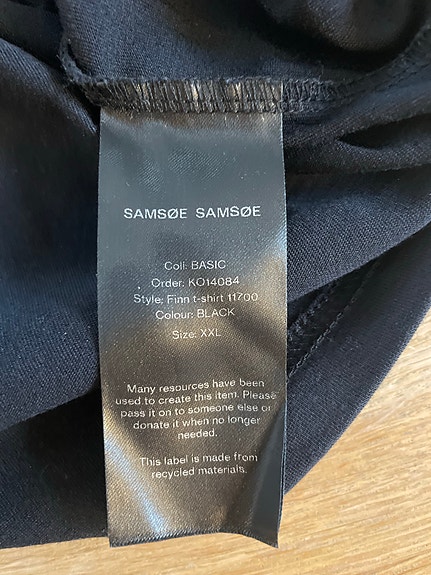 SAMSØE SAMSØE
Coll: BASIC
Order: KO14084
Style: Finn t-shirt 11700
Colour: BLACK
Size: XXL
Many resources have been
used to create this item. Please
pass it on to someone else or
donate it when no longer
needed.
This label is made from
recycled materials.